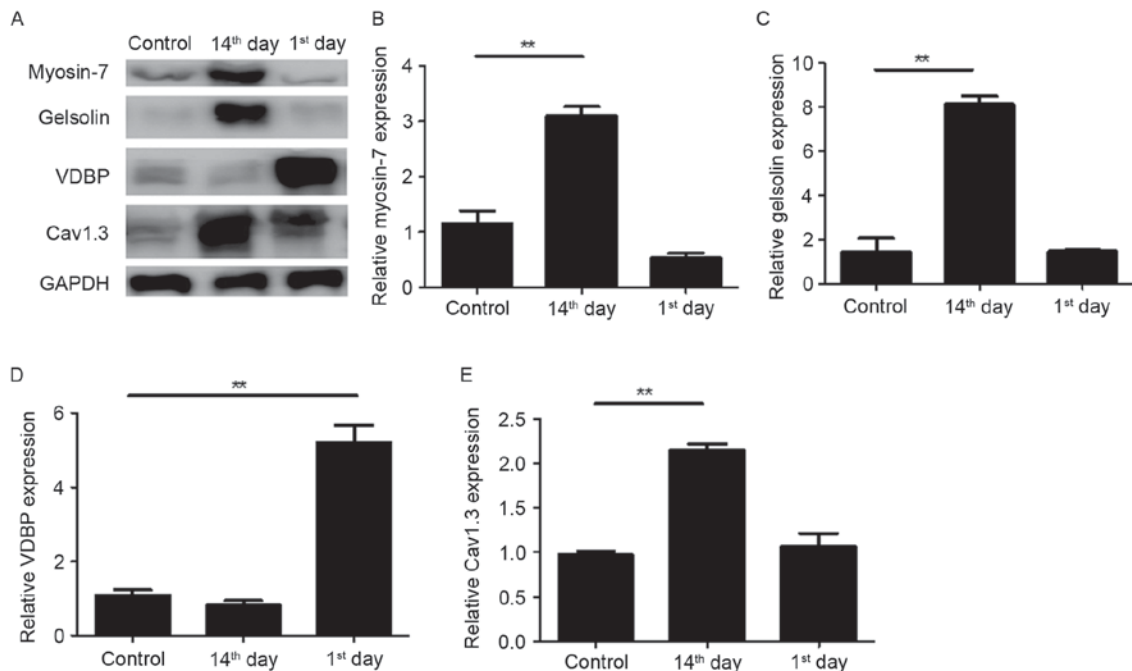 A
Control 14th day 1st day
Myosin-7
Gelsolin
VDBP
Cav1.3
GAPDH
B
**
Relative myosin-7 expression
4
3
2
1
0
Control 14th day 1st day
C
**
Relative gelsolin expression
10
8
6
4
2
0
Control 14th day 1st day
D
**
Relative VDBP expression
6
4
2
0
Control 14th day 1st day
E
**
Relative Cav1.3 expression
2.5
2.0
1.5
1.0
0.5
0.0
Control 14th day 1st day